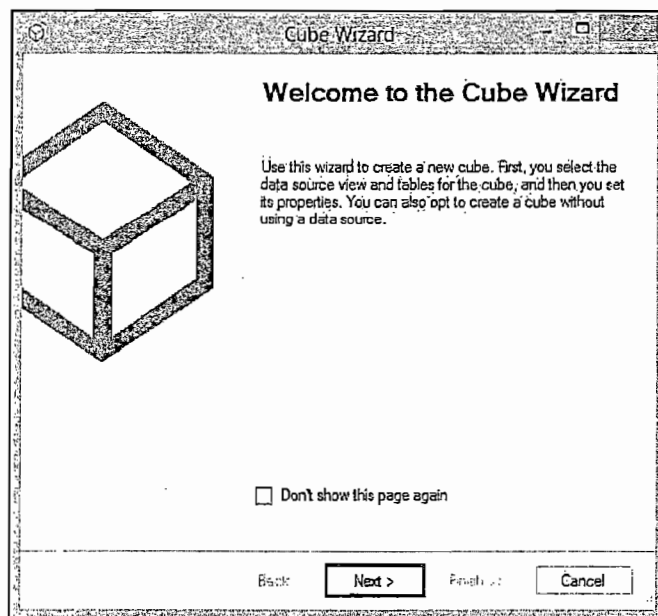 Cube Wizard
Welcome to the Cube Wizard
Use this wizard to create a new cube. First, you select the
data source view and tables for the cube, and then you set
its properties. You can also opt to create a cube without
using a data source.
Don't show this page again
Back Next > Finish >> Cancel